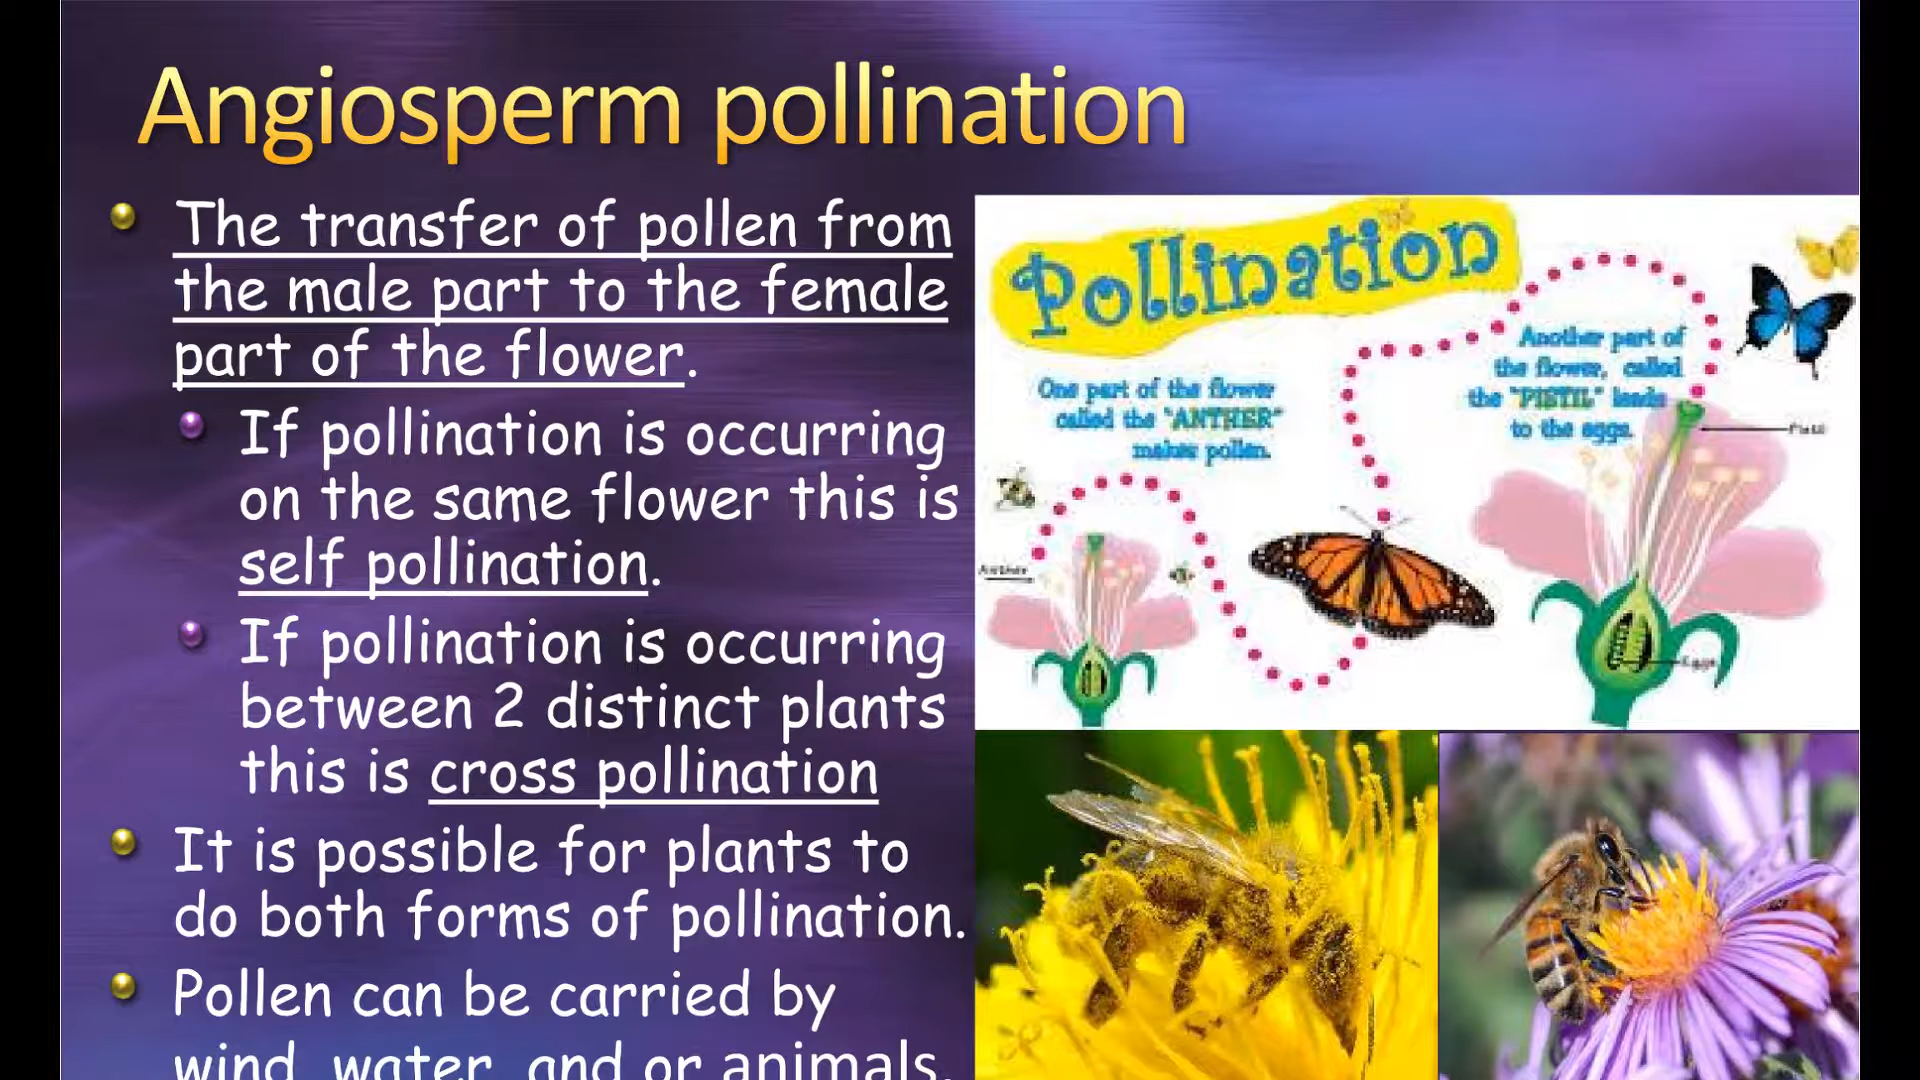 Angiosperm pollination
The transfer of pollen from
the male part to the female
part of the flower.
If pollination is occurring
on the same flower this is
self pollination.
If pollination is occurring
between 2 distinct plants
this is cross pollination
It is possible for plants to
do both forms of pollination.
Pollen can be carried by
wind, water, and or animals.
Pollination
One part of the flower
called the "ANTHER"
makes pollen.
Another part of
the flower, called
the "PISTIL" leads
to the eggs.
Anther
Pistil
Eggs